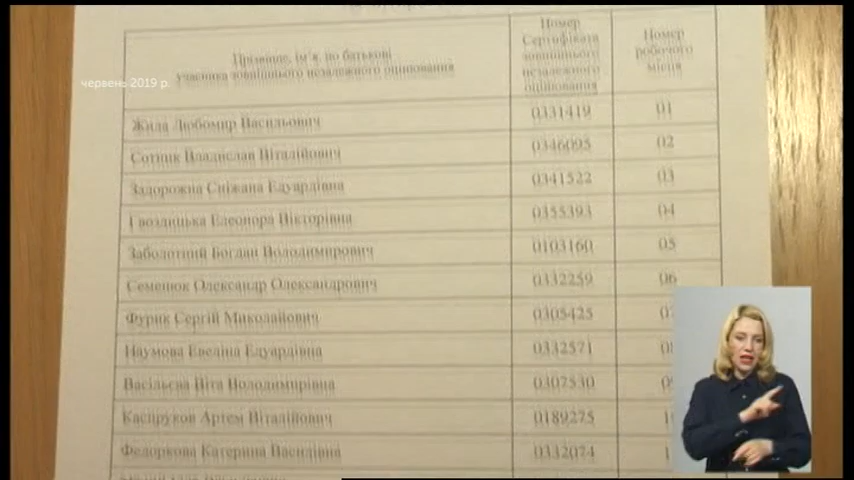 Прізвище, ім'я, по батькові
учасника зовнішнього незалежного оцінювання
Номер
Сертифіката
зовнішнього
незалежного
оцінювання
Номер
робочого
місця
червень 2019 р.
Жила Любомир Васильович 0331419 01
Сотник Владислав Віталійович 0346095 02
Задорожна Сніжана Едуардівна 0341522 03
Гвоздицька Елеонора Вікторівна 0355393 04
Заболотний Богдан Володимирович 0103160 05
Семенюк Олександр Олександрович 0332259 06
Фурик Сергій Миколайович 0305425
Наумова Евеліна Едуардівна 0332571
Васільєва Віта Володимирівна 0307530
Каспруков Артем Віталійович 0189275
Федоркова Катерина Василівна 0332074